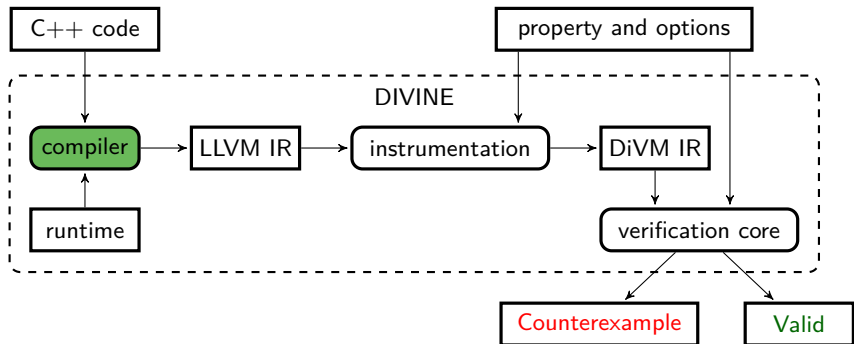 C++ code
property and options
DIVINE
compiler
LLVM IR
instrumentation
DiVM IR
runtime
verification core
Counterexample
Valid